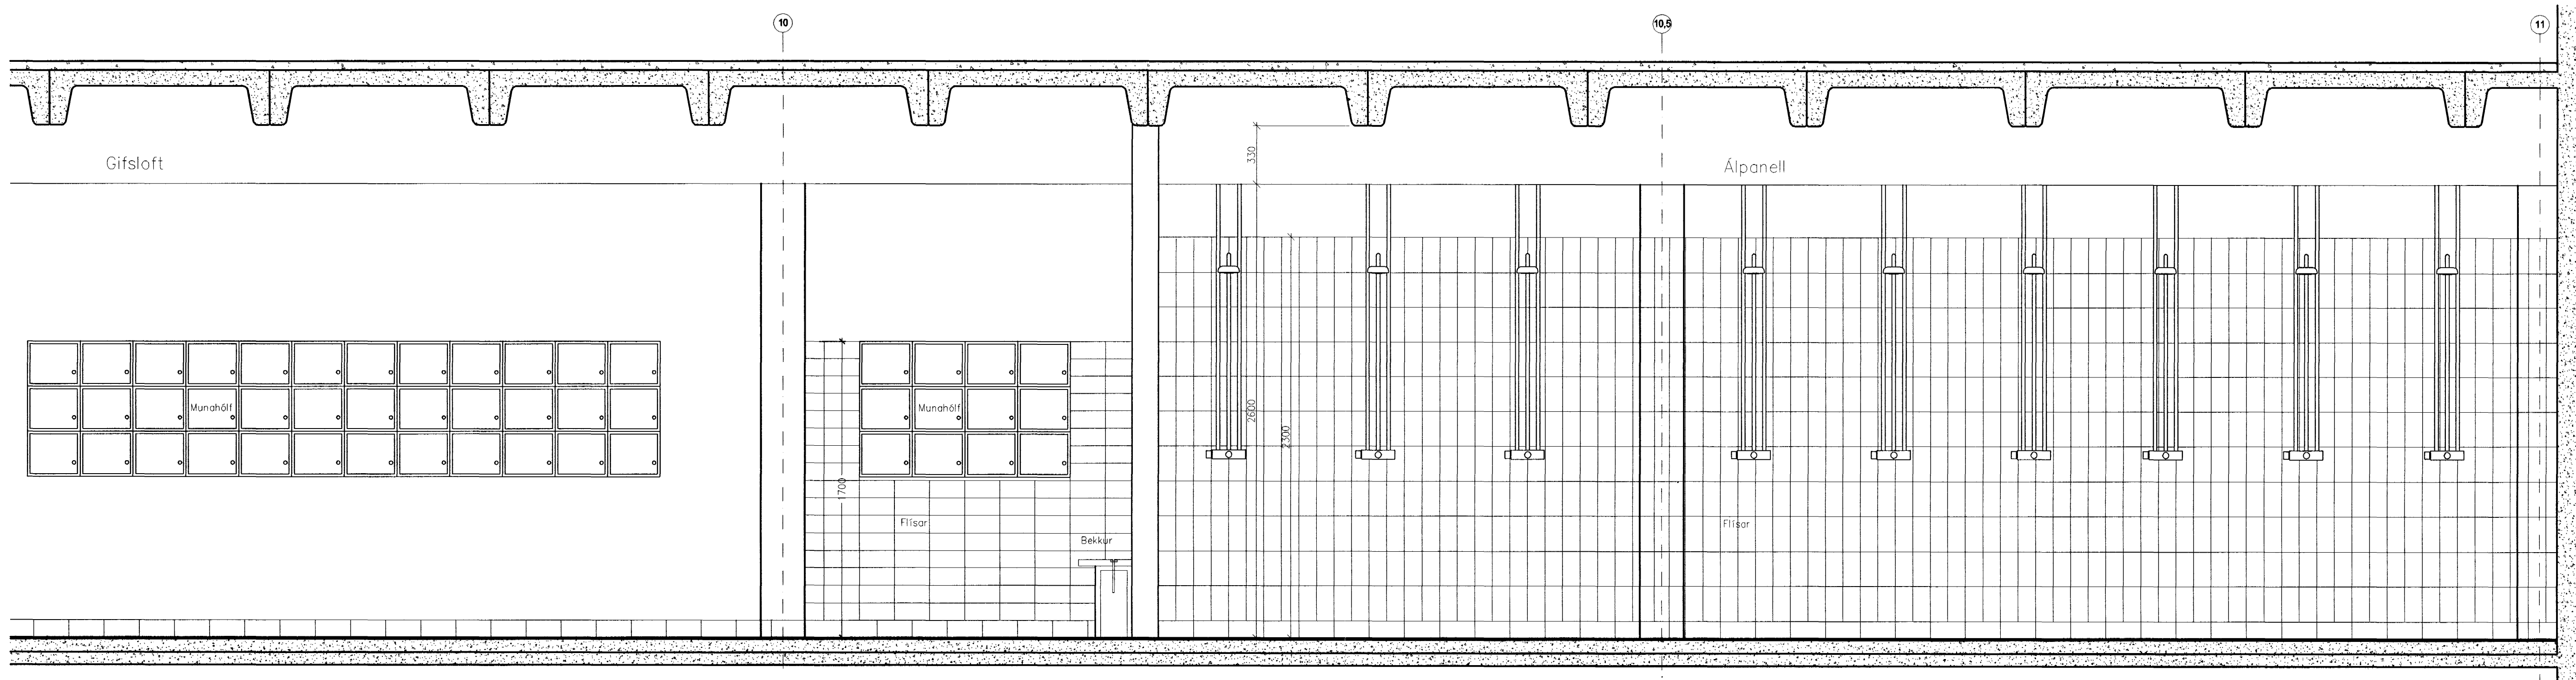 10
10,5
11
Gifsloft
330
Álpanell
Munahólf
Munahólf
2600
2300
1700
Flísar
Flísar
Bekkur